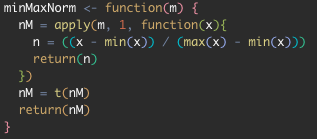 minMaxNorm <- function(m) {
  nM = apply(m, 1, function(x){
    n = ((x - min(x)) / (max(x) - min(x)))
    return(n)
  })
  nM = t(nM)
  return(nM)
}